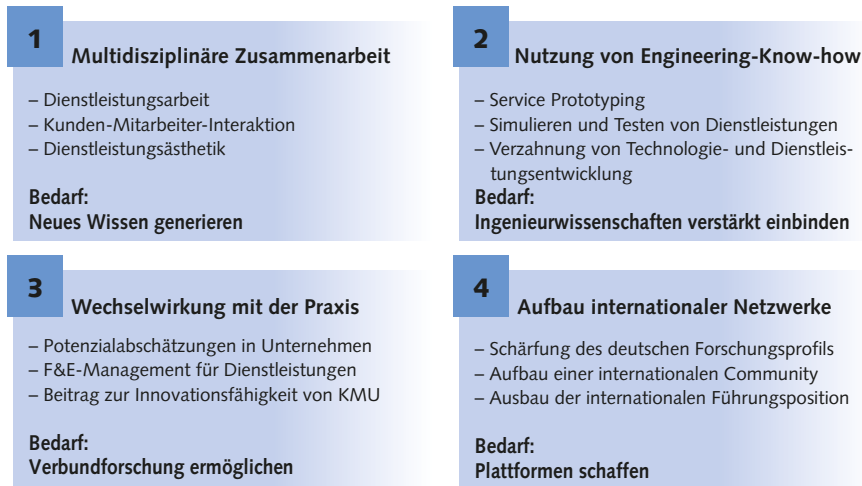 1
Multidisziplinäre Zusammenarbeit
– Dienstleistungsarbeit
– Kunden-Mitarbeiter-Interaktion
– Dienstleistungsästhetik
Bedarf:
Neues Wissen generieren
2
Nutzung von Engineering-Know-how
– Service Prototyping
– Simulieren und Testen von Dienstleistungen
– Verzahnung von Technologie- und Dienstleis-
tungsentwicklung
Bedarf:
Ingenieurwissenschaften verstärkt einbinden
3
Wechselwirkung mit der Praxis
– Potenzialabschätzungen in Unternehmen
– F&E-Management für Dienstleistungen
– Beitrag zur Innovationsfähigkeit von KMU
Bedarf:
Verbundforschung ermöglichen
4
Aufbau internationaler Netzwerke
– Schärfung des deutschen Forschungsprofils
– Aufbau einer internationalen Community
– Ausbau der internationalen Führungsposition
Bedarf:
Plattformen schaffen